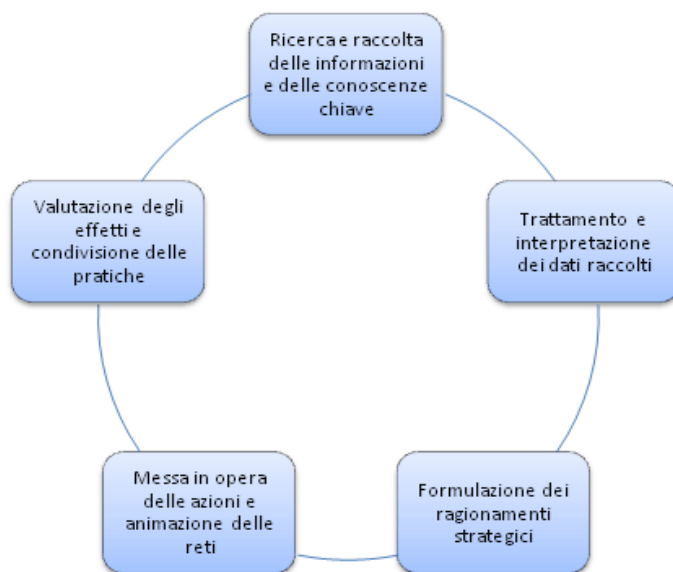 Ricerca e raccolta
delle informazioni
e delle conoscenze
chiave
Trattamento e
interpretazione
dei dati raccolti
Formulazione dei
ragionamenti
strategici
Messa in opera
delle azioni e
animazione delle
reti
Valutazione degli
effetti e
condivisione delle
pratiche